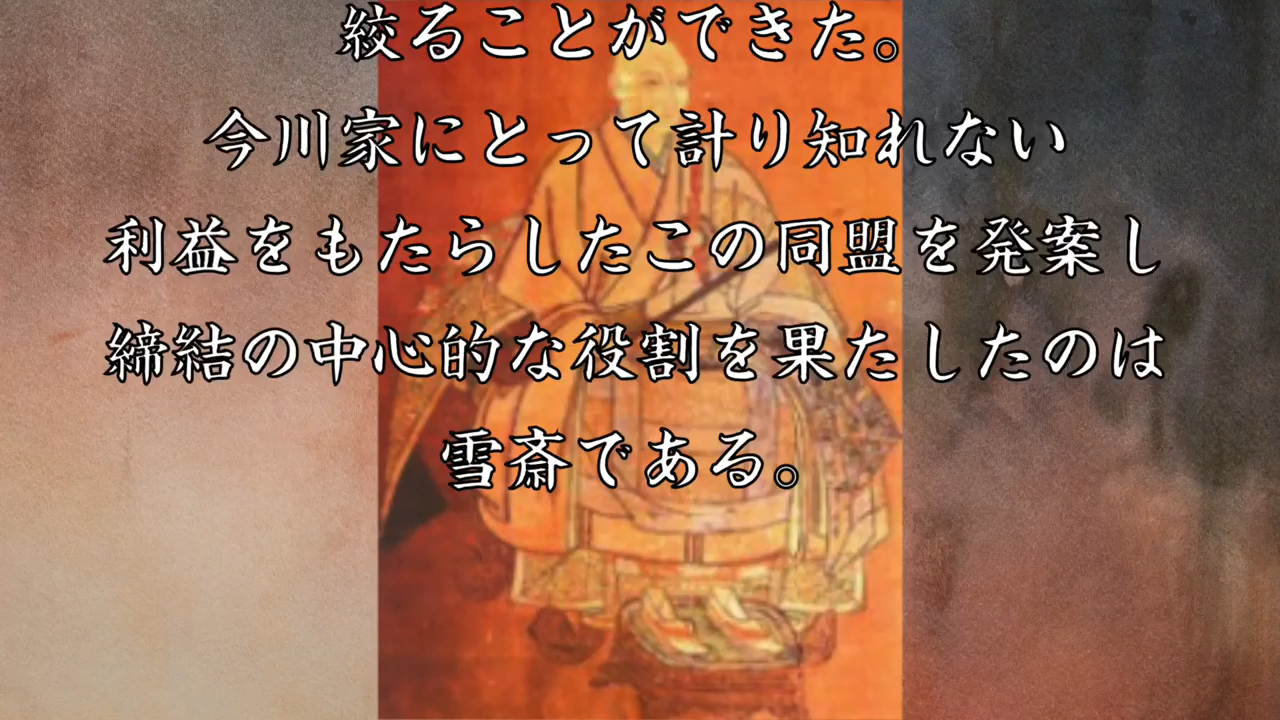 絞ることができた。
今川家にとって計り知れない
利益をもたらしたこの同盟を発案し
締結の中心的な役割を果たしたのは
雪斎である。